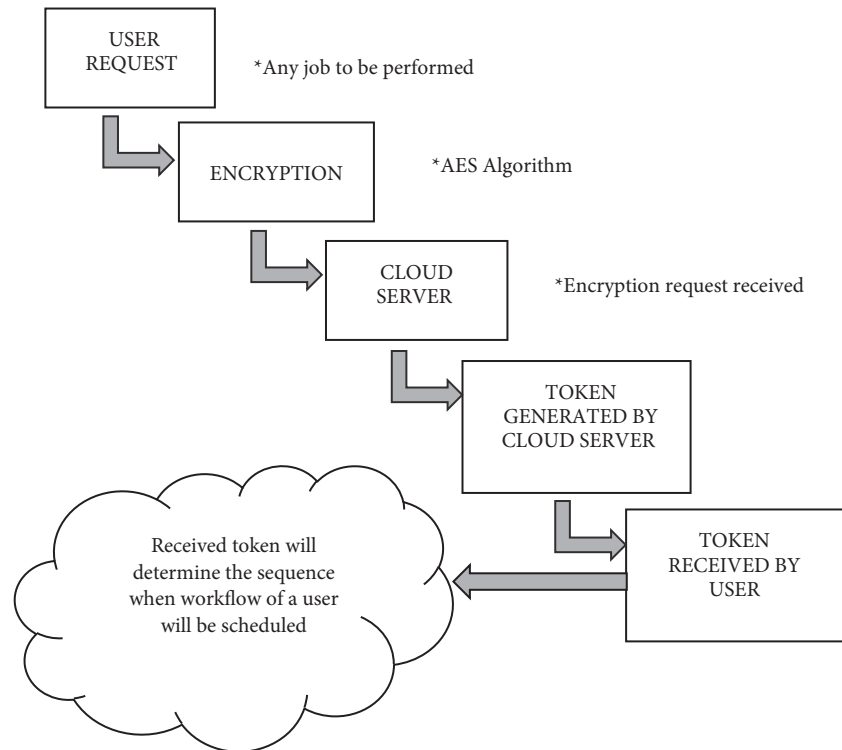 USER
REQUEST
*Any job to be performed
ENCRYPTION
*AES Algorithm
CLOUD
SERVER
*Encryption request received
TOKEN
GENERATED BY
CLOUD SERVER
TOKEN
RECEIVED BY
USER
Received token will
determine the sequence
when workflow of a user
will be scheduled